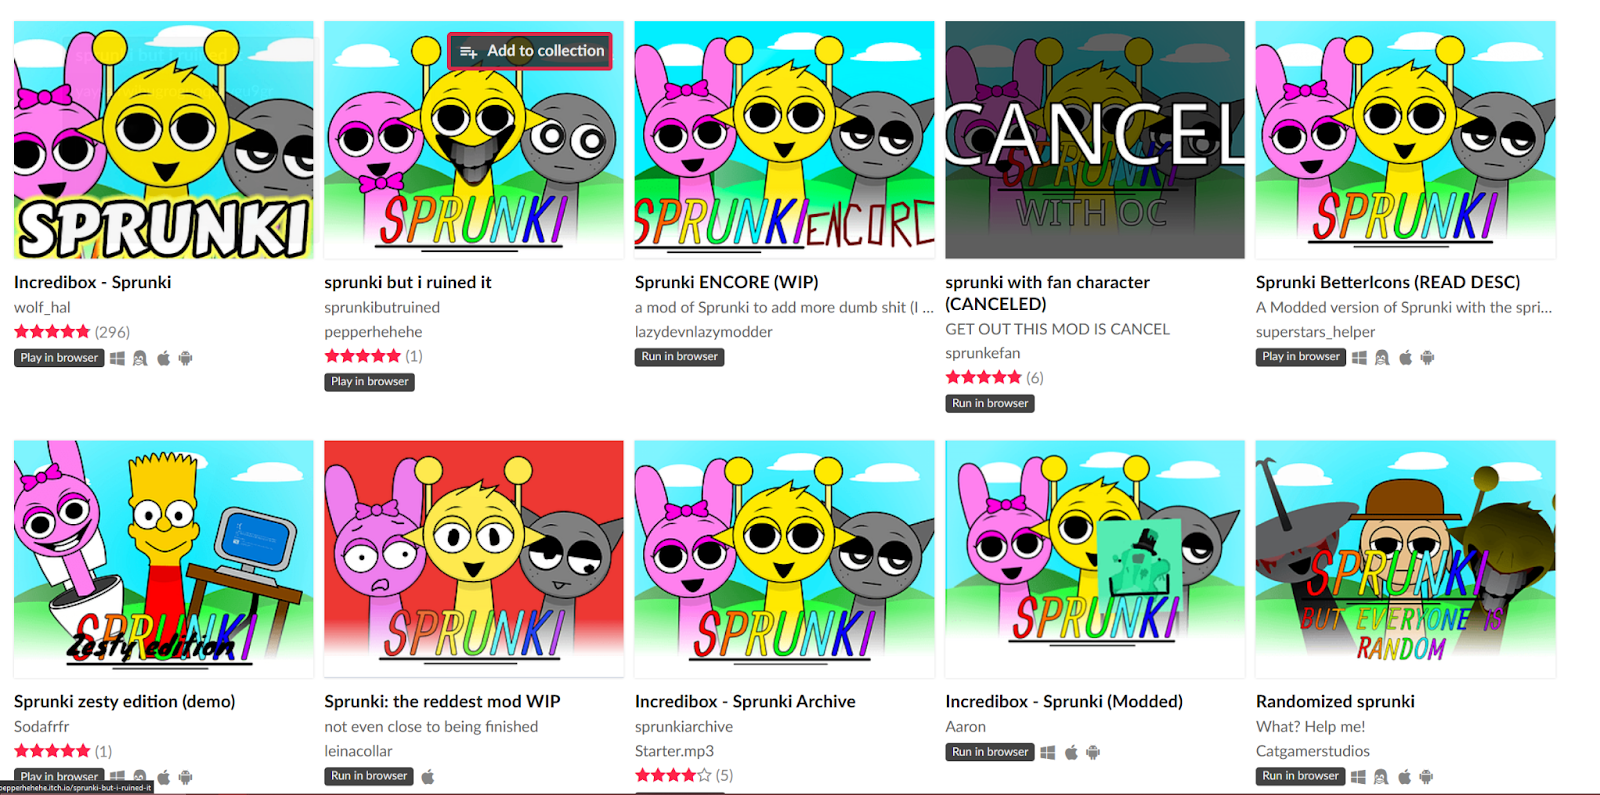 Add to collection
SPRUNKI
SPRUNKI
SPRUNKI ENCORE
CANCEL
SPRUNKI
WITH OC
SPRUNKI
Incredibox - Sprunki
wolf_hal
(296)
Play in browser
sprunki but i ruined it
sprunkibutruined
pepperhehehe
(1)
Play in browser
Sprunki ENCORE (WIP)
a mod of Sprunki to add more dumb shit (I ...
lazydevnlazymodder
Run in browser
sprunki with fan character
(CANCELED)
GET OUT THIS MOD IS CANCEL
sprunkefan
(6)
Run in browser
Sprunki BetterIcons (READ DESC)
A Modded version of Sprunki with the spri...
superstars_helper
Play in browser
SPRUNKI
Zesty edition
SPRUNKI
SPRUNKI
SPRUNKI
SPRUNKI
BUT EVERYONE IS
RANDOM
Sprunki zesty edition (demo)
Sodafrfr
(1)
Play in browser
Sprunki: the reddest mod WIP
not even close to being finished
leinacollar
Run in browser
Incredibox - Sprunki Archive
sprunkiarchive
Starter.mp3
(5)
Incredibox - Sprunki (Modded)
Aaron
Run in browser
Randomized sprunki
What? Help me!
Catgamerstudios
Run in browser
pepperhehehe.itch.io/sprunki-but-i-ruined-it